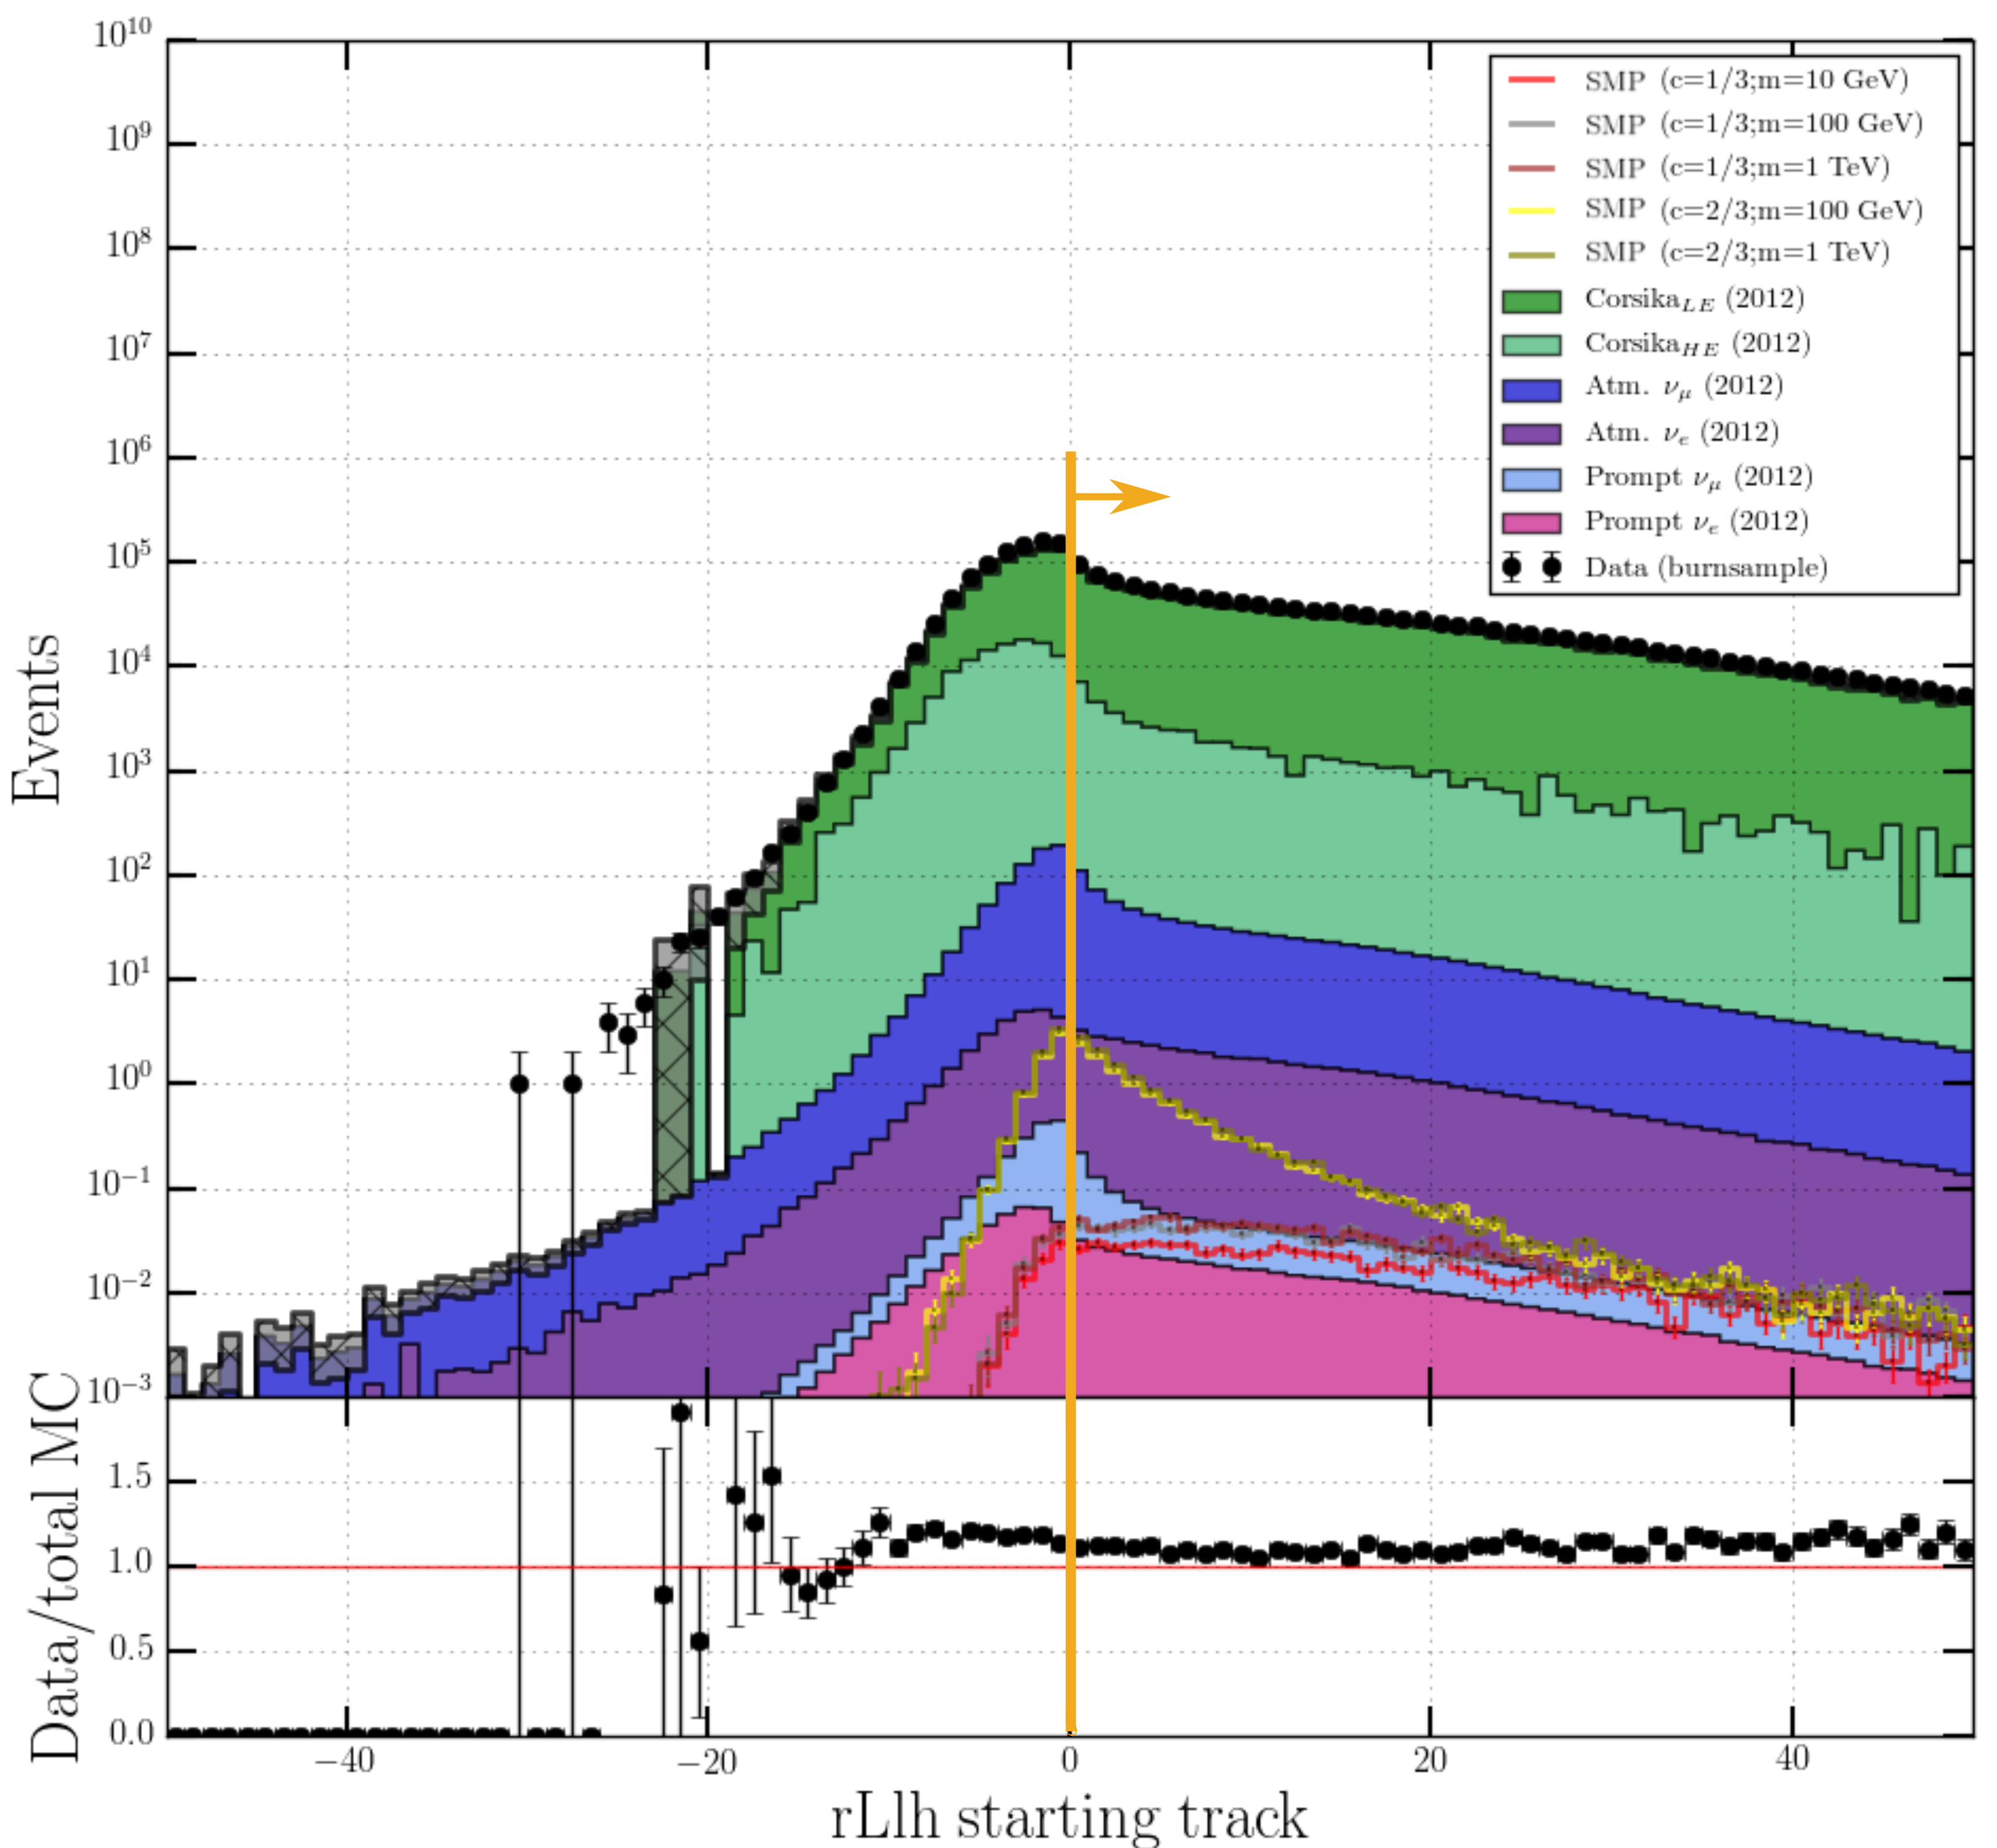 10^10
10^9
10^8
10^7
10^6
10^5
10^4
10^3
10^2
10^1
10^0
10^−1
10^−2
10^−3
Events
SMP (c=1/3;m=10 GeV)
SMP (c=1/3;m=100 GeV)
SMP (c=1/3;m=1 TeV)
SMP (c=2/3;m=100 GeV)
SMP (c=2/3;m=1 TeV)
Corsika_LE (2012)
Corsika_HE (2012)
Atm. ν_μ (2012)
Atm. ν_e (2012)
Prompt ν_μ (2012)
Prompt ν_e (2012)
Data (burnsample)
1.5
1.0
0.5
0.0
Data/total MC
−40 −20 0 20 40
rLlh starting track